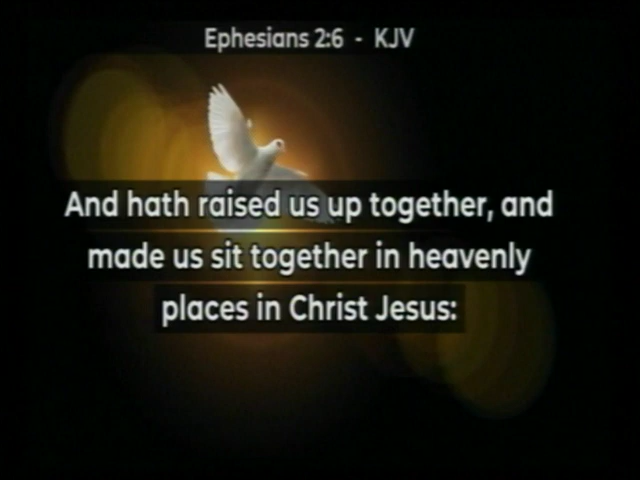 Ephesians 2:6 - KJV
And hath raised us up together, and
made us sit together in heavenly
places in Christ Jesus: